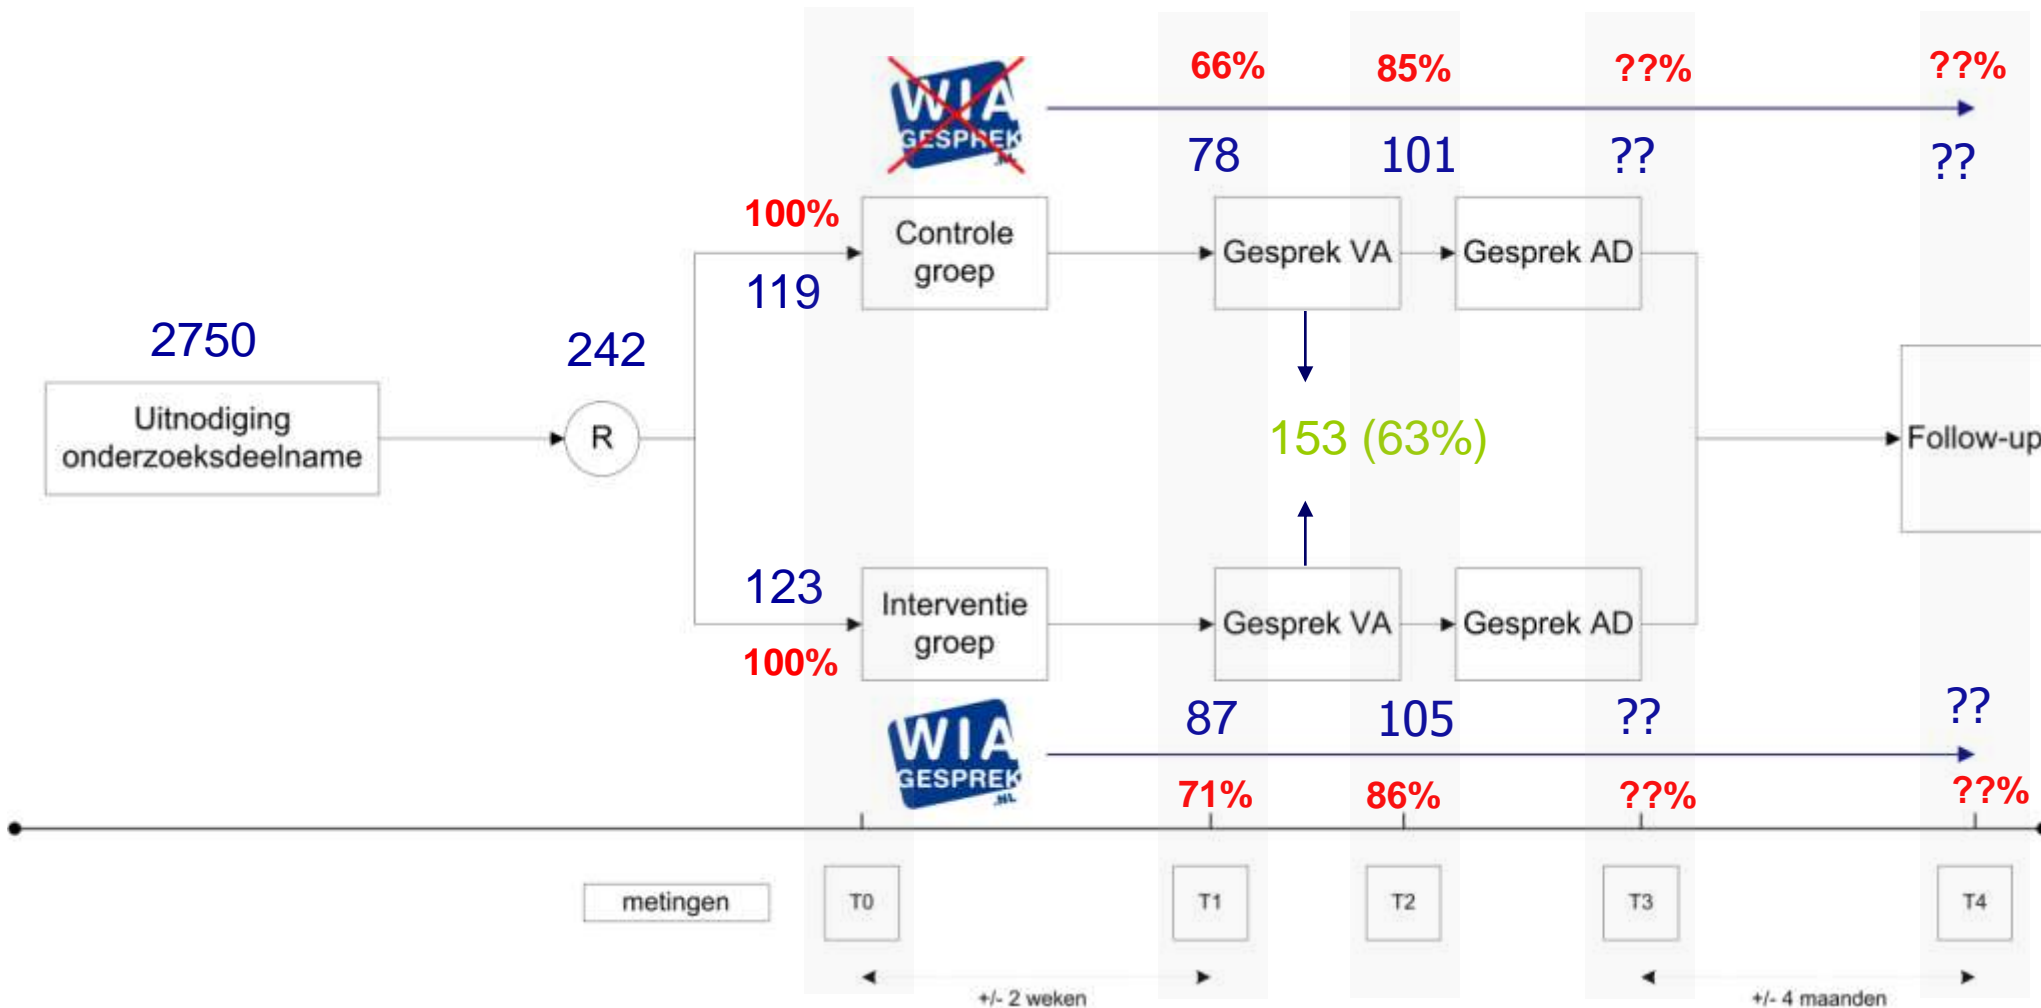 66%
85%
??%
??%
WIA
GESPREK
.NL
78
101
??
??
100%
119
Controle
groep
Gesprek VA
Gesprek AD
2750
242
Uitnodiging
onderzoeksdeelname
R
153 (63%)
Follow-up
123
100%
Interventie
groep
Gesprek VA
Gesprek AD
WIA
GESPREK
.NL
87
105
??
??
71%
86%
??%
??%
metingen
T0
T1
T2
T3
T4
+/- 2 weken
+/- 4 maanden